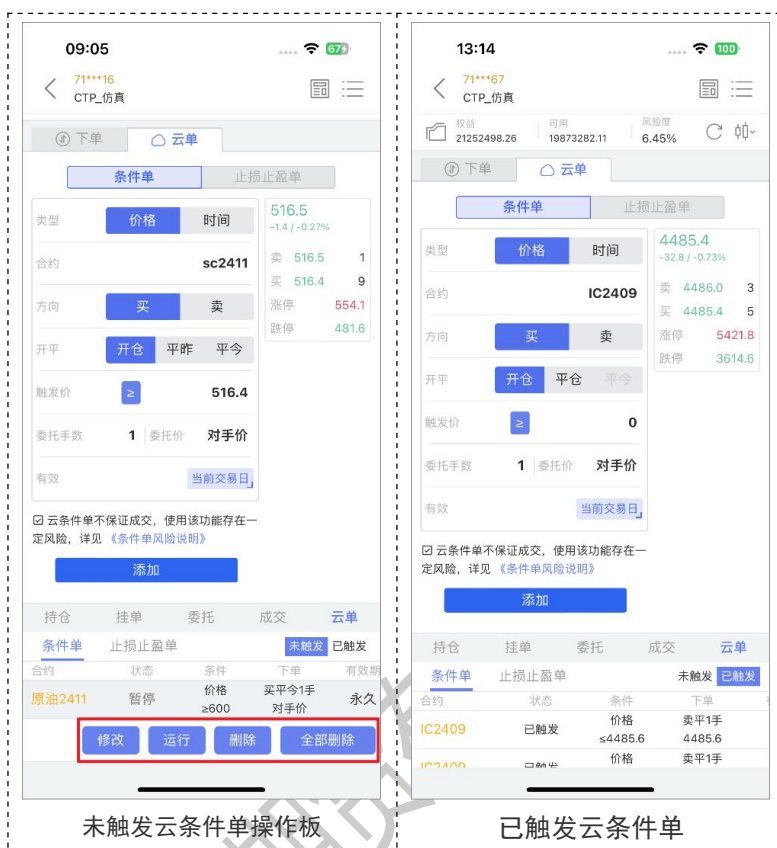 09:05
67
71***16
CTP_仿真
下单
云单
条件单
止损止盈单
类型 价格 时间
合约 sc2411
方向 买 卖
开平 开仓 平昨 平今
触发价 ≥ 516.4
委托手数 1 委托价 对手价
有效 当前交易日
516.5
-1.4 / -0.27%
卖 516.5 1
买 516.4 9
涨停 554.1
跌停 481.6
云条件单不保证成交，使用该功能存在一
定风险，详见《条件单风险说明》
添加
持仓 挂单 委托 成交 云单
条件单 止损止盈单 未触发 已触发
合约 状态 条件 下单 有效期
原油2411 暂停 价格 ≥600 买平今1手 对手价 永久
修改 运行 删除 全部删除
未触发云条件单操作板
13:14
100
71***67
CTP_仿真
权益 可用 风险度
21252498.26 19873282.11 6.45%
下单
云单
条件单
止损止盈单
类型 价格 时间
合约 IC2409
方向 买 卖
开平 开仓 平仓 平今
触发价 ≥ 0
委托手数 1 委托价 对手价
有效 当前交易日
4485.4
-32.8 / -0.73%
卖 4486.0 3
买 4485.4 5
涨停 5421.8
跌停 3614.6
云条件单不保证成交，使用该功能存在一
定风险，详见《条件单风险说明》
添加
持仓 挂单 委托 成交 云单
条件单 止损止盈单 未触发 已触发
合约 状态 条件 下单
IC2409 已触发 价格 ≤4485.6 卖平1手 4485.6
IC2409 已触发 价格 卖平1手
已触发云条件单